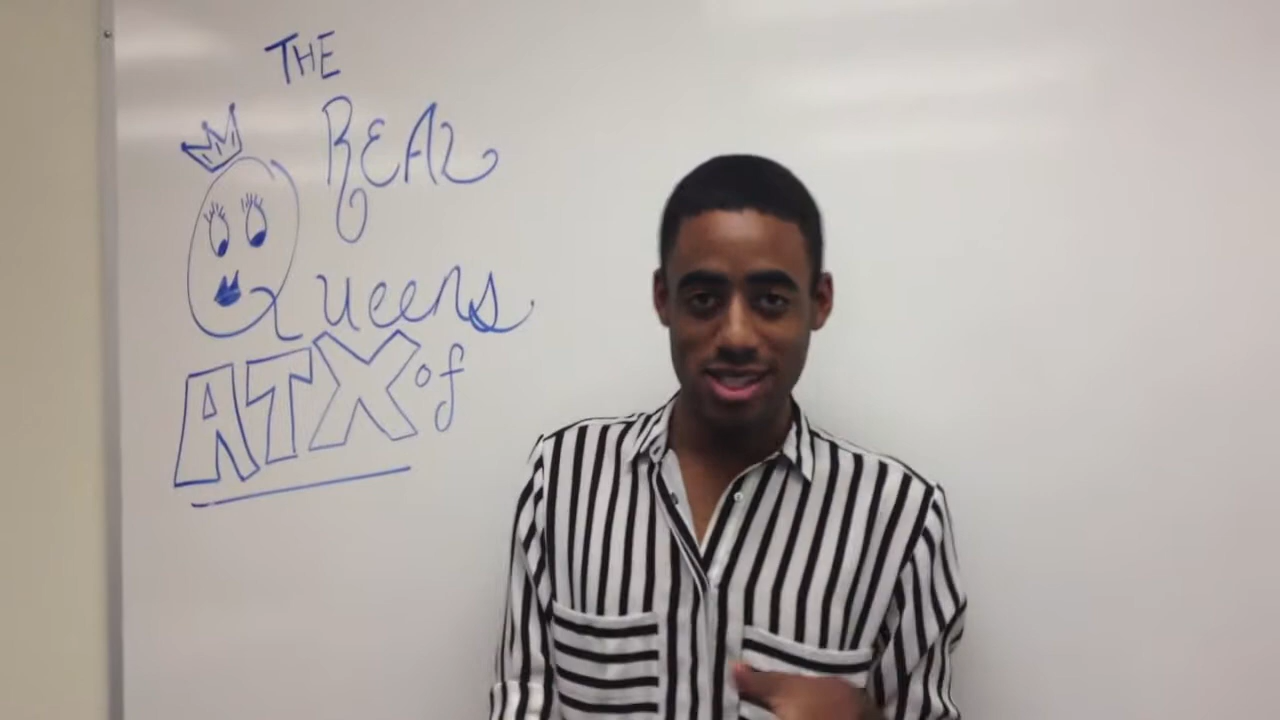 THE
REAL
Queens
ATX of